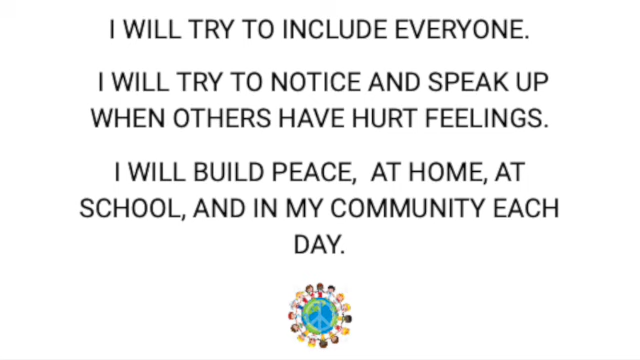 I WILL TRY TO INCLUDE EVERYONE.
I WILL TRY TO NOTICE AND SPEAK UP
WHEN OTHERS HAVE HURT FEELINGS.
I WILL BUILD PEACE, AT HOME, AT
SCHOOL, AND IN MY COMMUNITY EACH
DAY.